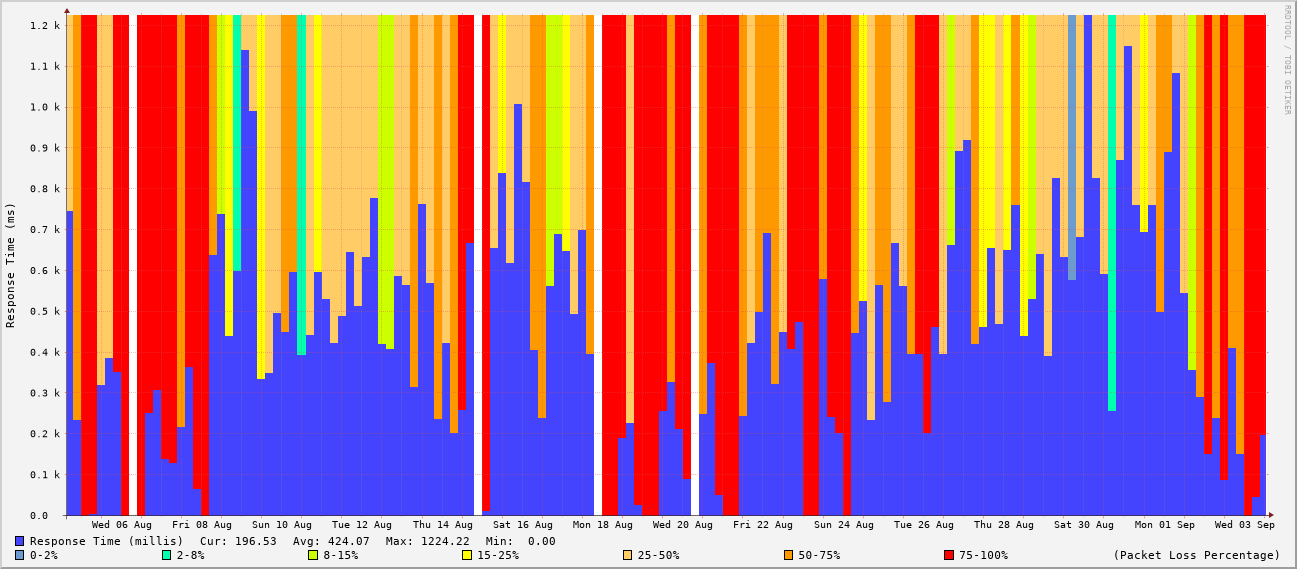 1.2 k
1.1 k
1.0 k
0.9 k
0.8 k
0.7 k
0.6 k
0.5 k
0.4 k
0.3 k
0.2 k
0.1 k
0.0
Response Time (ms)
RRDTOOL / TOBI OETIKER
Wed 06 Aug Fri 08 Aug Sun 10 Aug Tue 12 Aug Thu 14 Aug Sat 16 Aug Mon 18 Aug Wed 20 Aug Fri 22 Aug Sun 24 Aug Tue 26 Aug Thu 28 Aug Sat 30 Aug Mon 01 Sep Wed 03 Sep
Response Time (millis) Cur: 196.53 Avg: 424.07 Max: 1224.22 Min: 0.00
0-2% 2-8% 8-15% 15-25% 25-50% 50-75% 75-100% (Packet Loss Percentage)